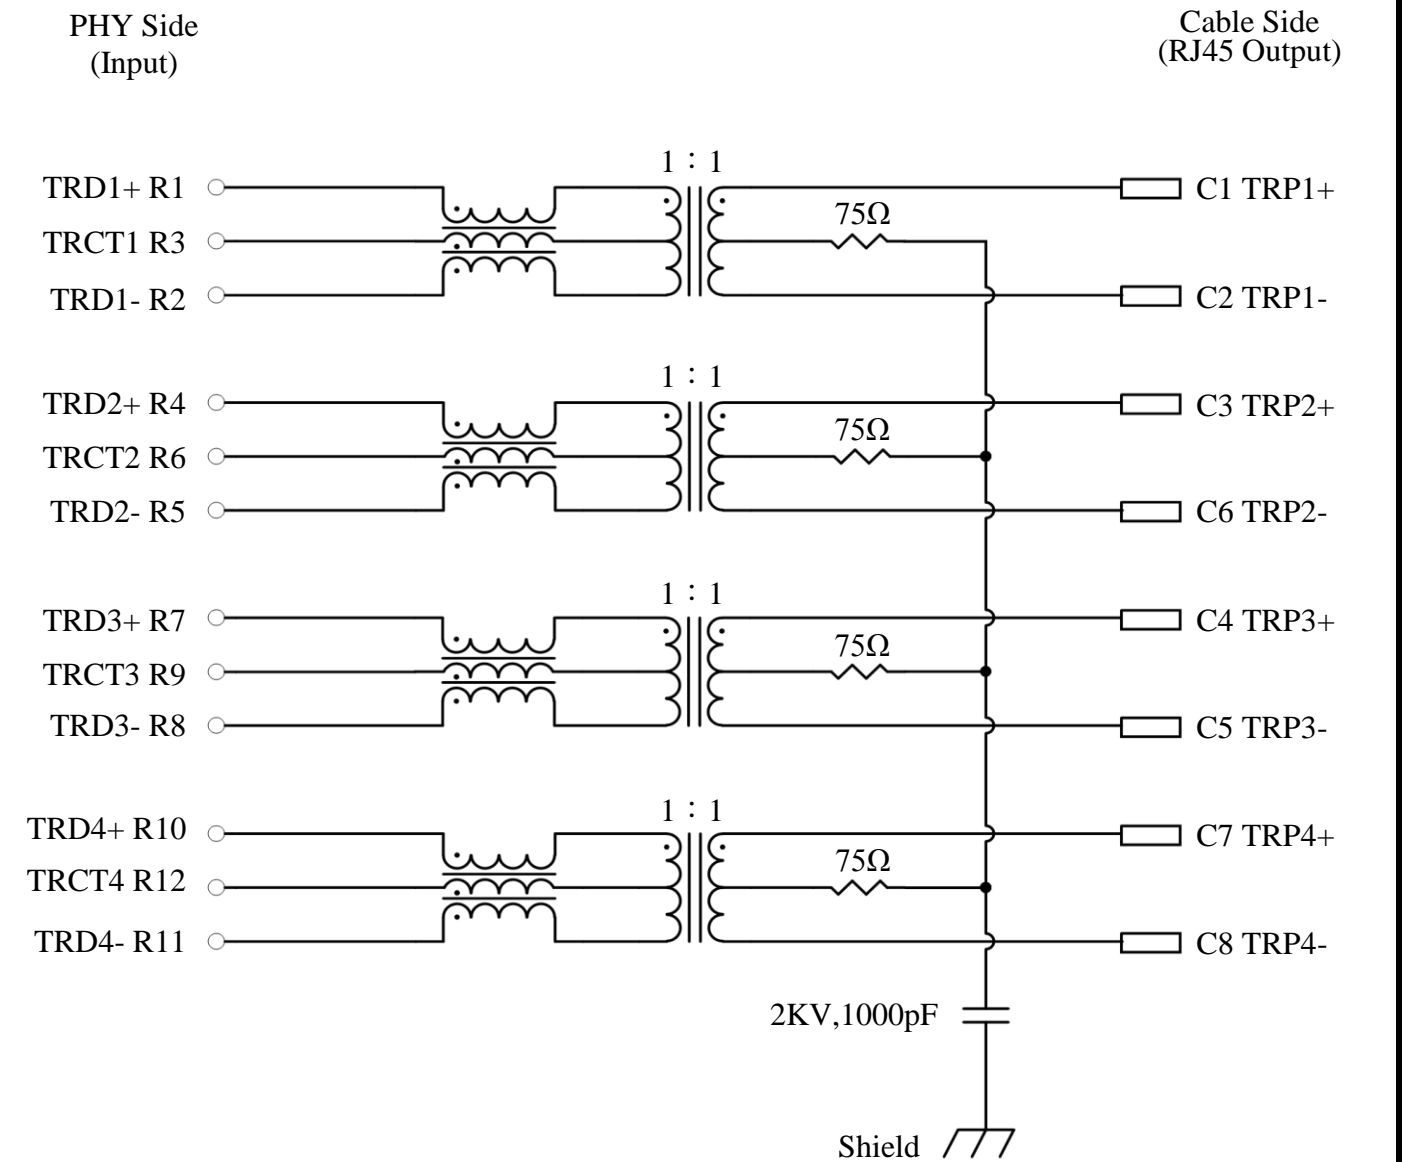 PHY Side
(Input)
Cable Side
(RJ45 Output)
1 : 1
TRD1+ R1
C1 TRP1+
75Ω
TRCT1 R3
TRD1- R2
C2 TRP1-
1 : 1
TRD2+ R4
C3 TRP2+
75Ω
TRCT2 R6
TRD2- R5
C6 TRP2-
1 : 1
TRD3+ R7
C4 TRP3+
75Ω
TRCT3 R9
TRD3- R8
C5 TRP3-
1 : 1
TRD4+ R10
C7 TRP4+
75Ω
TRCT4 R12
TRD4- R11
C8 TRP4-
2KV,1000pF
Shield